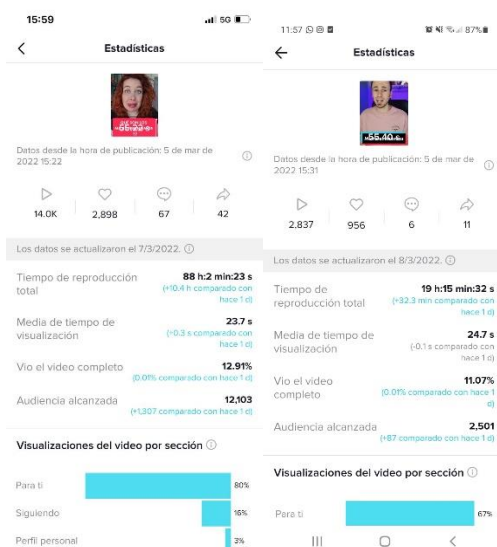 15:59
5G
Estadísticas
55.23 s
Datos desde la hora de publicación: 5 de mar de
2022 15:22
14.0K
2,898
67
42
Los datos se actualizaron el 7/3/2022.
Tiempo de reproducción
total
88 h:2 min:23 s
(+10.4 h comparado con
hace 1 d)
Media de tiempo de
visualización
23.7 s
(+0.3 s comparado con
hace 1 d)
Vio el video completo
12.91%
(0.01% comparado con hace 1 d)
Audiencia alcanzada
12,103
(+1,307 comparado con hace 1 d)
Visualizaciones del video por sección
Para ti
80%
Siguiendo
16%
Perfil personal
3%
11:57
87%
Estadísticas
55.40 s
Datos desde la hora de publicación: 5 de mar de
2022 15:31
2,837
956
6
11
Los datos se actualizaron el 8/3/2022.
Tiempo de
reproducción total
19 h:15 min:32 s
(+32.3 min comparado con
hace 1 d)
Media de tiempo de
visualización
24.7 s
(-0.1 s comparado con
hace 1 d)
Vio el video
completo
11.07%
(0.01% comparado con hace 1
d)
Audiencia alcanzada
2,501
(+87 comparado con hace 1 d)
Visualizaciones del video por sección
Para ti
67%